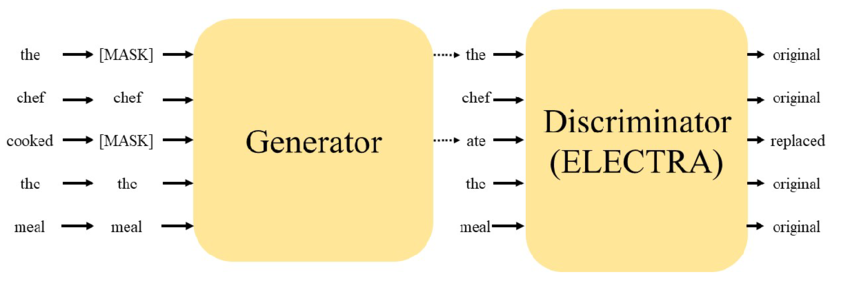 the [MASK] the original
chef chef chef original
Generator
Discriminator
(ELECTRA)
cooked [MASK] ate replaced
the the the original
meal meal meal original